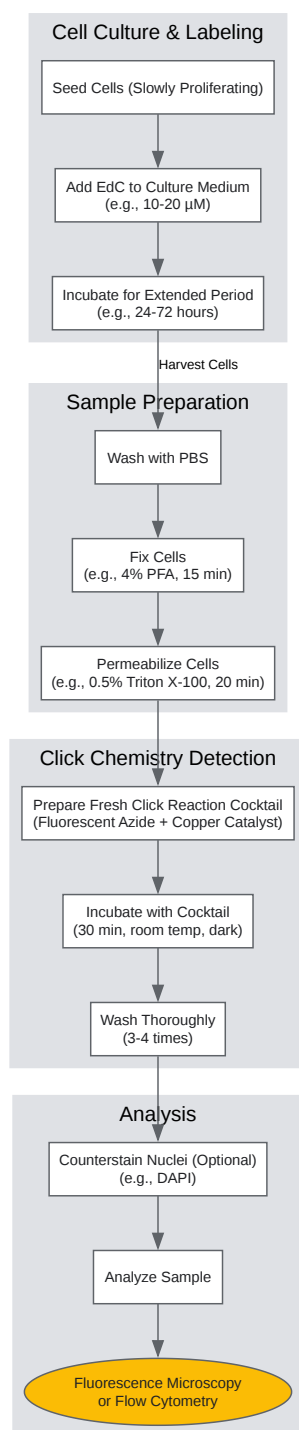 Cell Culture & Labeling
Seed Cells (Slowly Proliferating)
Add EdC to Culture Medium
(e.g., 10-20 µM)
Incubate for Extended Period
(e.g., 24-72 hours)
Harvest Cells
Sample Preparation
Wash with PBS
Fix Cells
(e.g., 4% PFA, 15 min)
Permeabilize Cells
(e.g., 0.5% Triton X-100, 20 min)
Click Chemistry Detection
Prepare Fresh Click Reaction Cocktail
(Fluorescent Azide + Copper Catalyst)
Incubate with Cocktail
(30 min, room temp, dark)
Wash Thoroughly
(3-4 times)
Analysis
Counterstain Nuclei (Optional)
(e.g., DAPI)
Analyze Sample
Fluorescence Microscopy
or Flow Cytometry